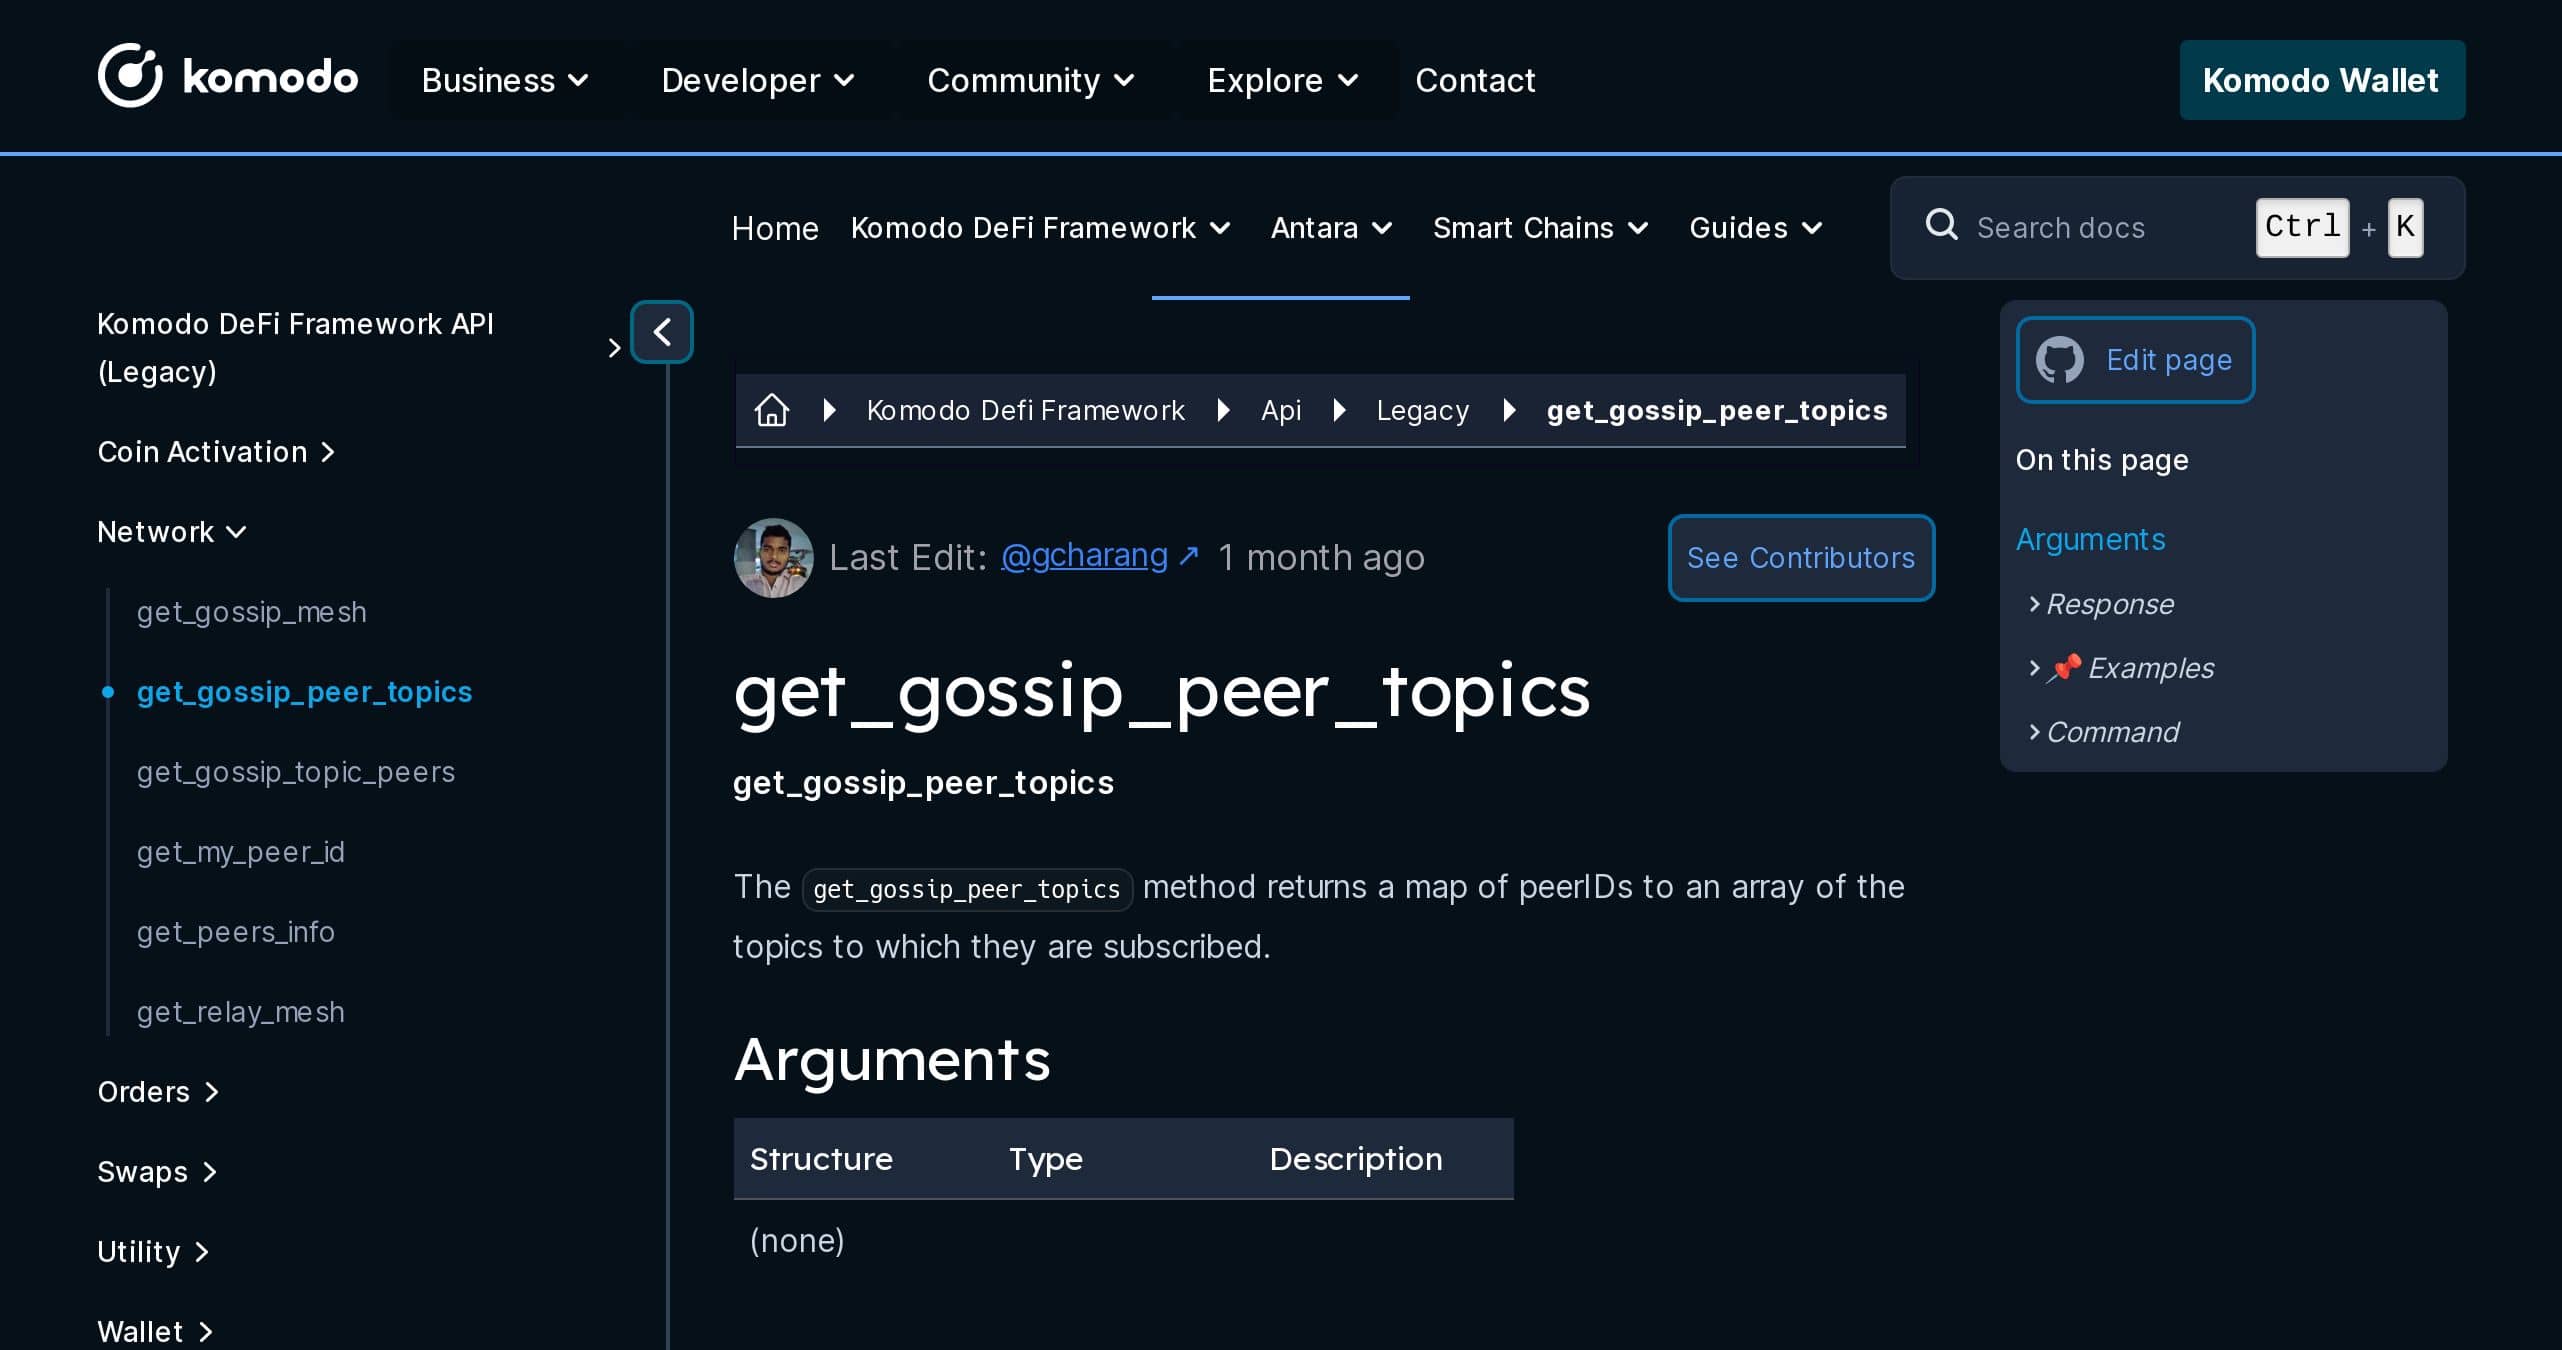 komodo
Business
Developer
Community
Explore
Contact
Komodo Wallet
Home
Komodo DeFi Framework
Antara
Smart Chains
Guides
Search docs
Ctrl + K
Komodo DeFi Framework API
(Legacy)
Coin Activation
Network
get_gossip_mesh
get_gossip_peer_topics
get_gossip_topic_peers
get_my_peer_id
get_peers_info
get_relay_mesh
Orders
Swaps
Utility
Wallet
Komodo Defi Framework
Api
Legacy
get_gossip_peer_topics
Last Edit: @gcharang ↗ 1 month ago
See Contributors
get_gossip_peer_topics
get_gossip_peer_topics
The get_gossip_peer_topics method returns a map of peerIDs to an array of the
topics to which they are subscribed.
Arguments
Structure Type Description
(none)
Edit page
On this page
Arguments
Response
📌 Examples
Command